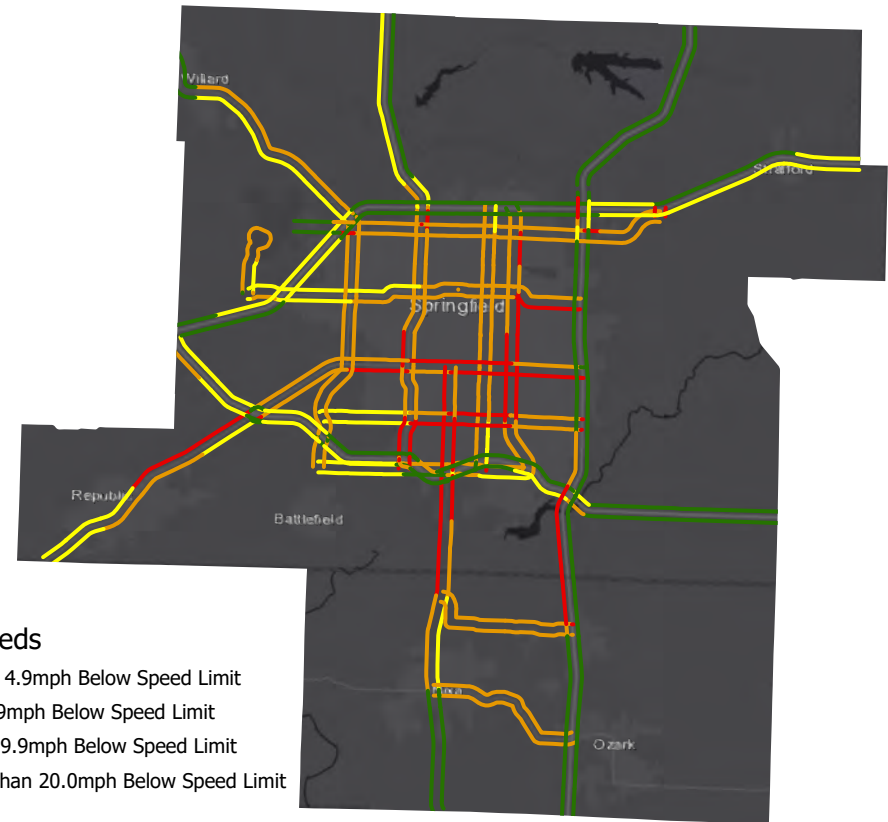 Willard
Strafford
Springfield
Republic
Battlefield
eeds
4.9mph Below Speed Limit
9mph Below Speed Limit
9.9mph Below Speed Limit
han 20.0mph Below Speed Limit
Nixa
Ozark